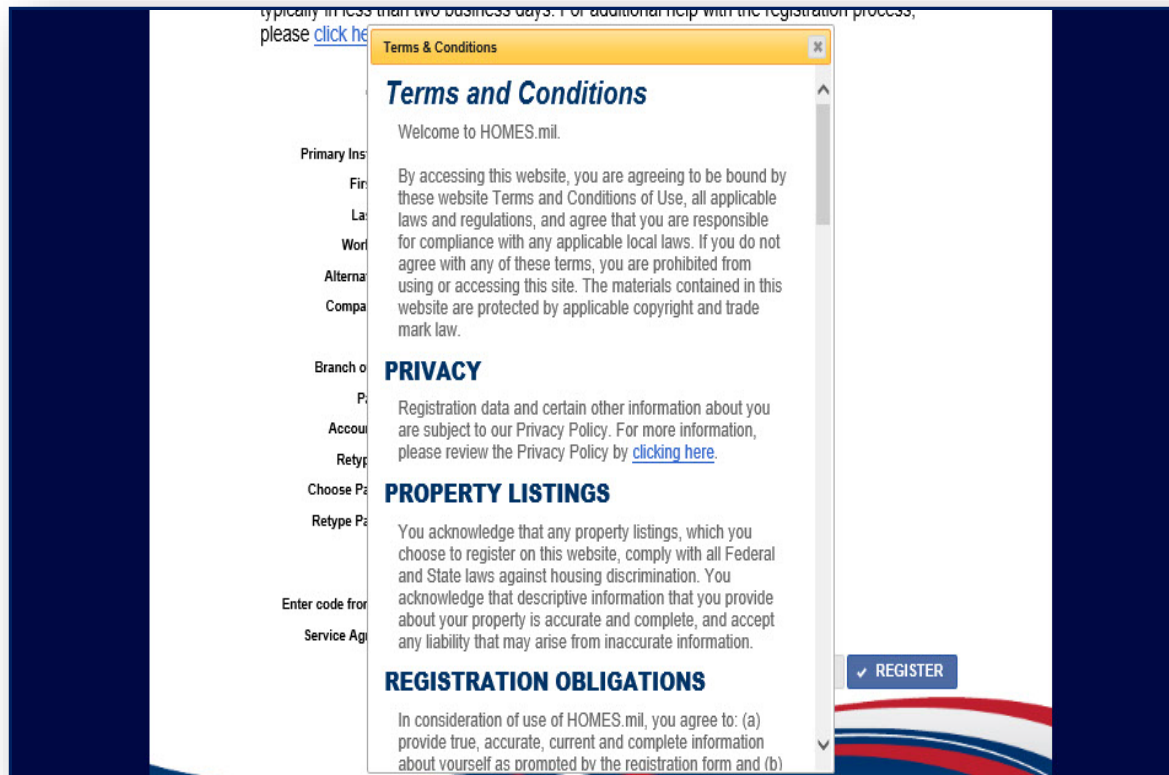 typically in less than two business days. For additional help with the registration process,
please click he
Terms & Conditions
Terms and Conditions
Welcome to HOMES.mil.
Primary Ins
By accessing this website, you are agreeing to be bound by
these website Terms and Conditions of Use, all applicable
laws and regulations, and agree that you are responsible
for compliance with any applicable local laws. If you do not
agree with any of these terms, you are prohibited from
using or accessing this site. The materials contained in this
website are protected by applicable copyright and trade
mark law.
Firs
Las
Work
Alterna
Compa
Branch o
Pa
Accou
Retyp
Choose Pa
Retype Pa
Enter code fror
Service Agr
PRIVACY
Registration data and certain other information about you
are subject to our Privacy Policy. For more information,
please review the Privacy Policy by clicking here.
PROPERTY LISTINGS
You acknowledge that any property listings, which you
choose to register on this website, comply with all Federal
and State laws against housing discrimination. You
acknowledge that descriptive information that you provide
about your property is accurate and complete, and accept
any liability that may arise from inaccurate information.
REGISTRATION OBLIGATIONS
In consideration of use of HOMES.mil, you agree to: (a)
provide true, accurate, current and complete information
about yourself as prompted by the registration form and (b)
REGISTER